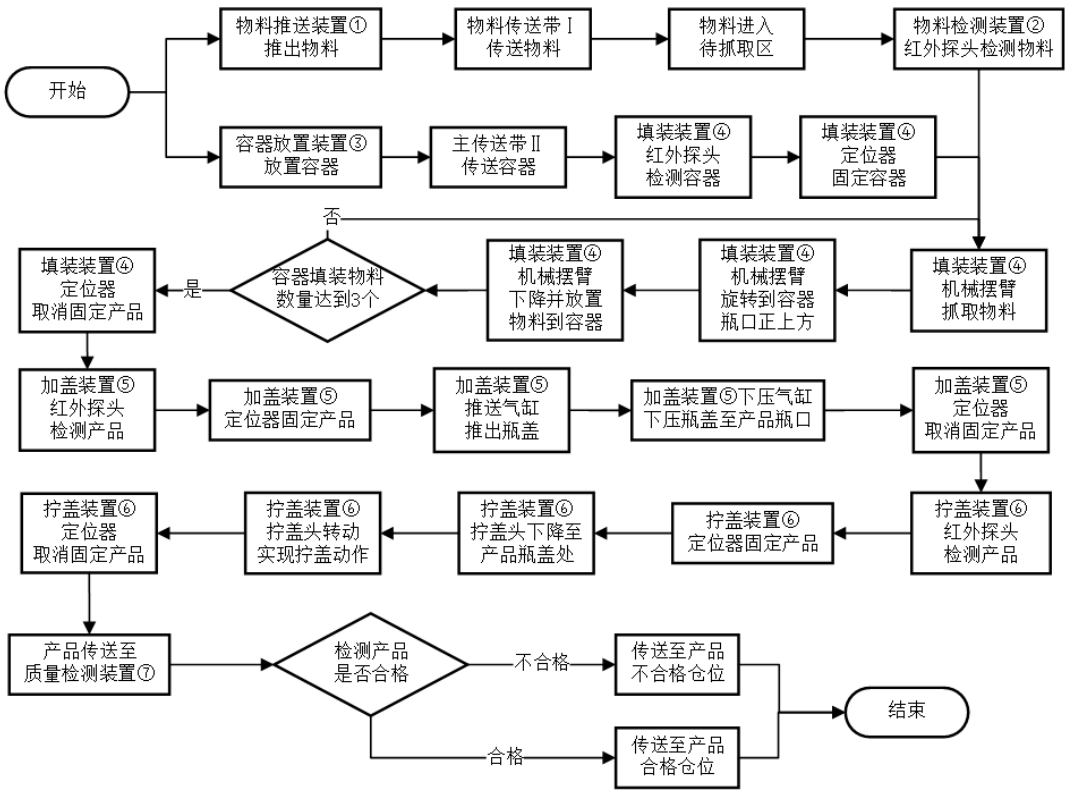 物料推送装置①
推出物料
物料传送带Ⅰ
传送物料
物料进入
待抓取区
物料检测装置②
红外探头检测物料
开始
容器放置装置③
放置容器
主传送带Ⅱ
传送容器
填装装置④
红外探头
检测容器
填装装置④
定位器
固定容器
否
填装装置④
定位器
取消固定产品
是
容器填装物料
数量达到3个
填装装置④
机械摆臂
下降并放置
物料到容器
填装装置④
机械摆臂
旋转到容器
瓶口正上方
填装装置④
机械摆臂
抓取物料
加盖装置⑤
红外探头
检测产品
加盖装置⑤
定位器固定产品
加盖装置⑤
推送气缸
推出瓶盖
加盖装置⑤下压气缸
下压瓶盖至产品瓶口
加盖装置⑤
定位器
取消固定产品
拧盖装置⑥
定位器
取消固定产品
拧盖装置⑥
拧盖头转动
实现拧盖动作
拧盖装置⑥
拧盖头下降至
产品瓶盖处
拧盖装置⑥
定位器固定产品
拧盖装置⑥
红外探头
检测产品
产品传送至
质量检测装置⑦
检测产品
是否合格
不合格
传送至产品
不合格仓位
结束
合格
传送至产品
合格仓位